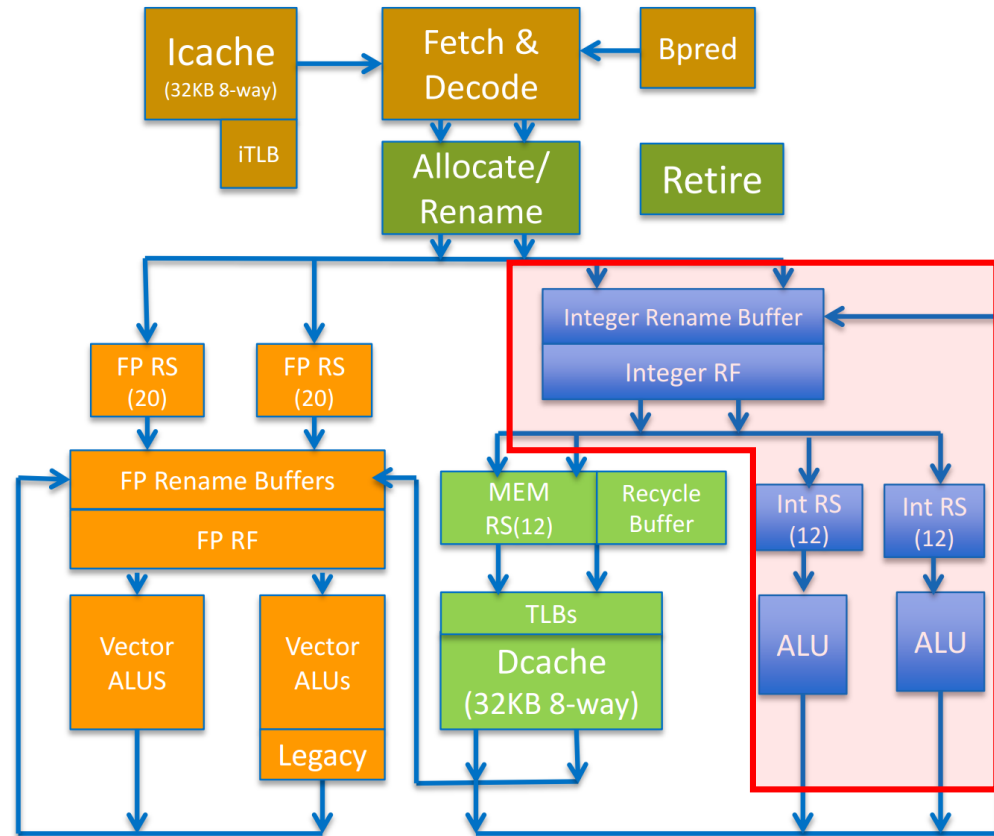 Icache
(32KB 8-way)
iTLB
Fetch &
Decode
Bpred
Allocate/
Rename
Retire
Integer Rename Buffer
Integer RF
FP RS
(20)
FP RS
(20)
FP Rename Buffers
FP RF
MEM
RS(12)
Recycle
Buffer
Int RS
(12)
Int RS
(12)
Vector
ALUS
Vector
ALUs
Legacy
TLBs
Dcache
(32KB 8-way)
ALU
ALU